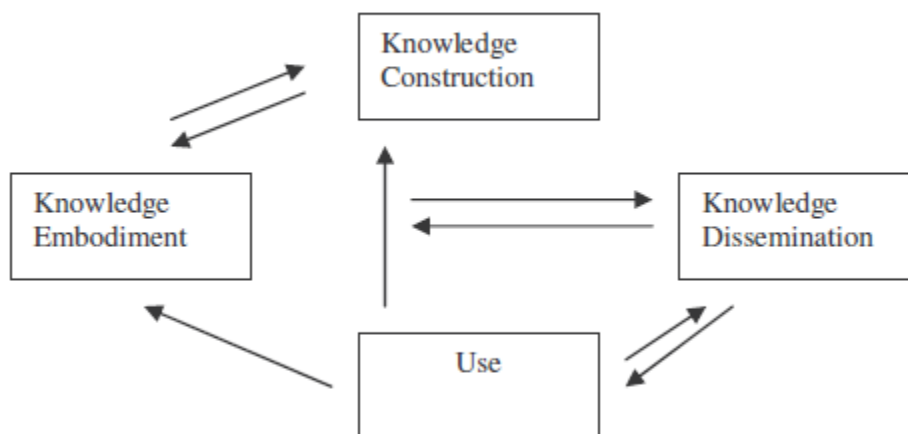 Knowledge
Construction
Knowledge
Embodiment
Knowledge
Dissemination
Use